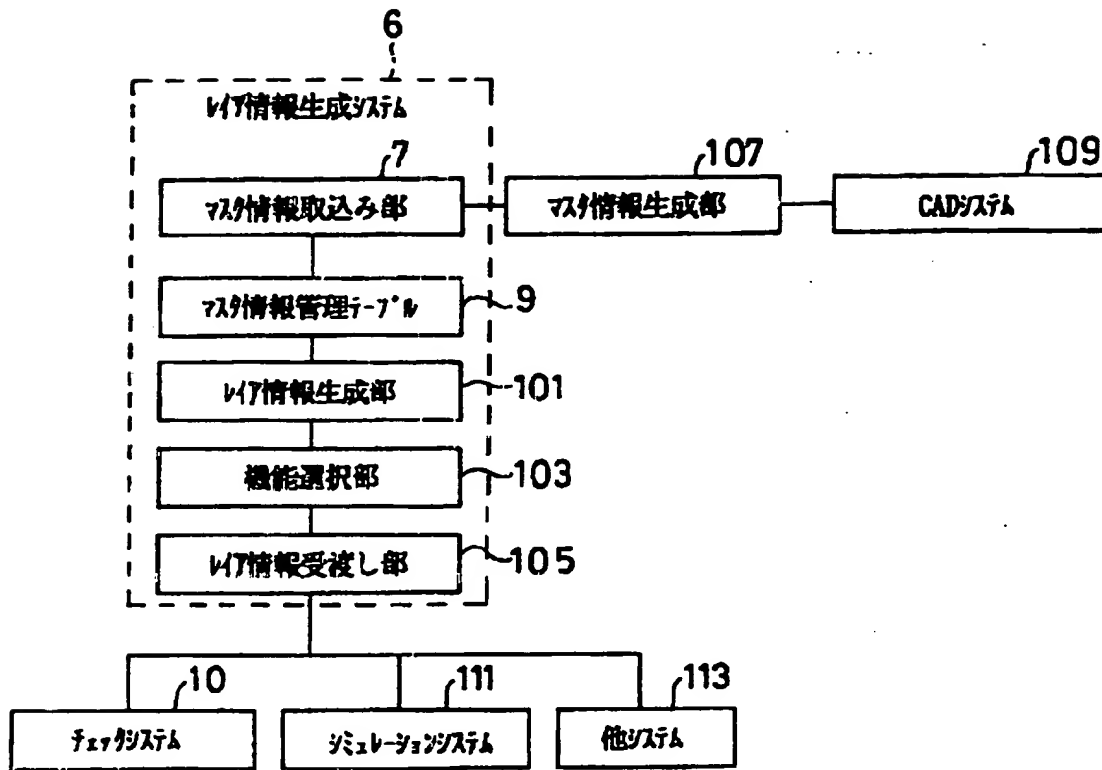 6
レイア情報生成システム
7
107
109
マスタ情報取込み部
マスタ情報生成部
CADシステム
マスタ情報管理テーブル
9
レイア情報生成部
101
機能選択部
103
レイア情報受渡し部
105
10
111
113
チェックシステム
シミュレーションシステム
他システム